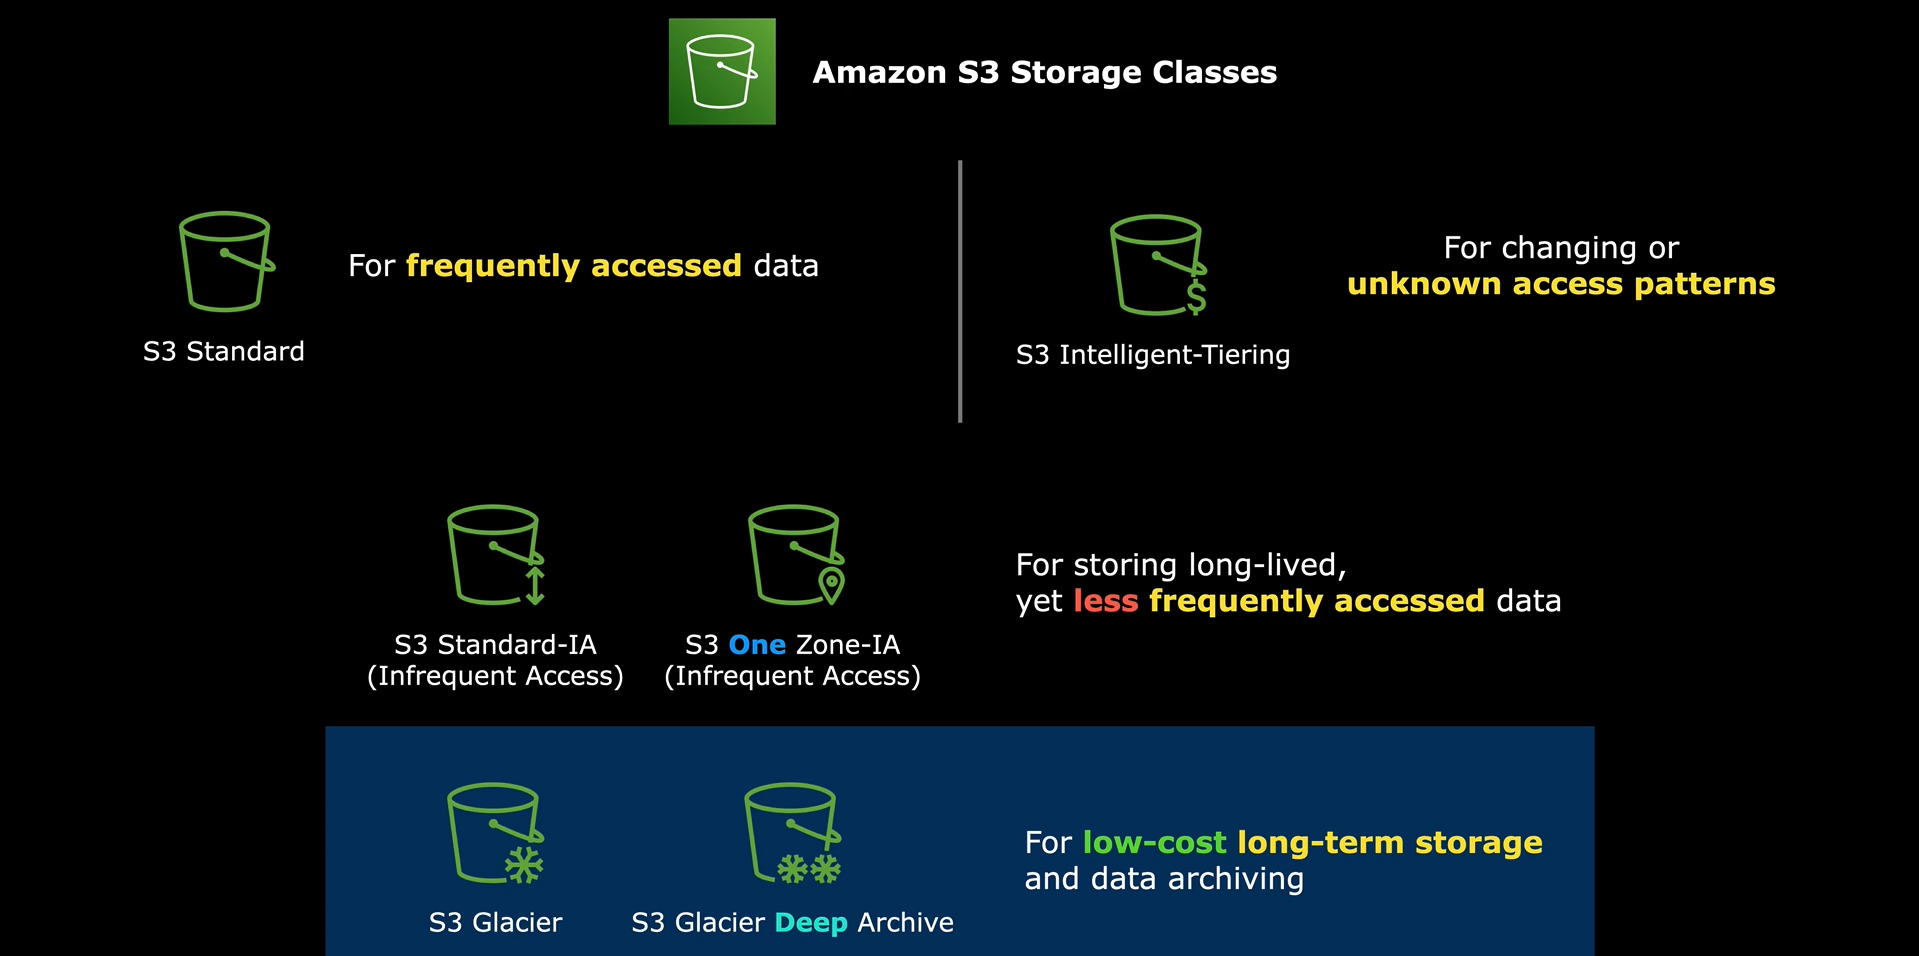 Amazon S3 Storage Classes
For frequently accessed data
S3 Standard
For changing or
unknown access patterns
S3 Intelligent-Tiering
S3 Standard-IA
(Infrequent Access)
S3 One Zone-IA
(Infrequent Access)
For storing long-lived,
yet less frequently accessed data
S3 Glacier
S3 Glacier Deep Archive
For low-cost long-term storage
and data archiving